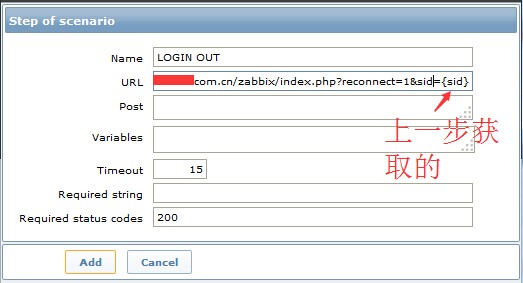 Step of scenario
Name LOGIN OUT
URL com.cn/zabbix/index.php?reconnect=1&sid={sid}
Post
Variables
上一步获
取的
Timeout 15
Required string
Required status codes 200
Add Cancel